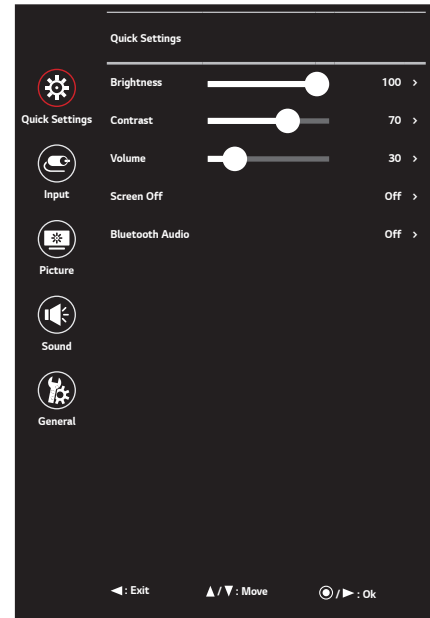 Quick Settings
Brightness 100 >
Quick Settings
Contrast 70 >
Volume 30 >
Input
Screen Off Off >
Bluetooth Audio Off >
Picture
Sound
General
◄ : Exit ▲ / ▼ : Move ◉ / ► : Ok